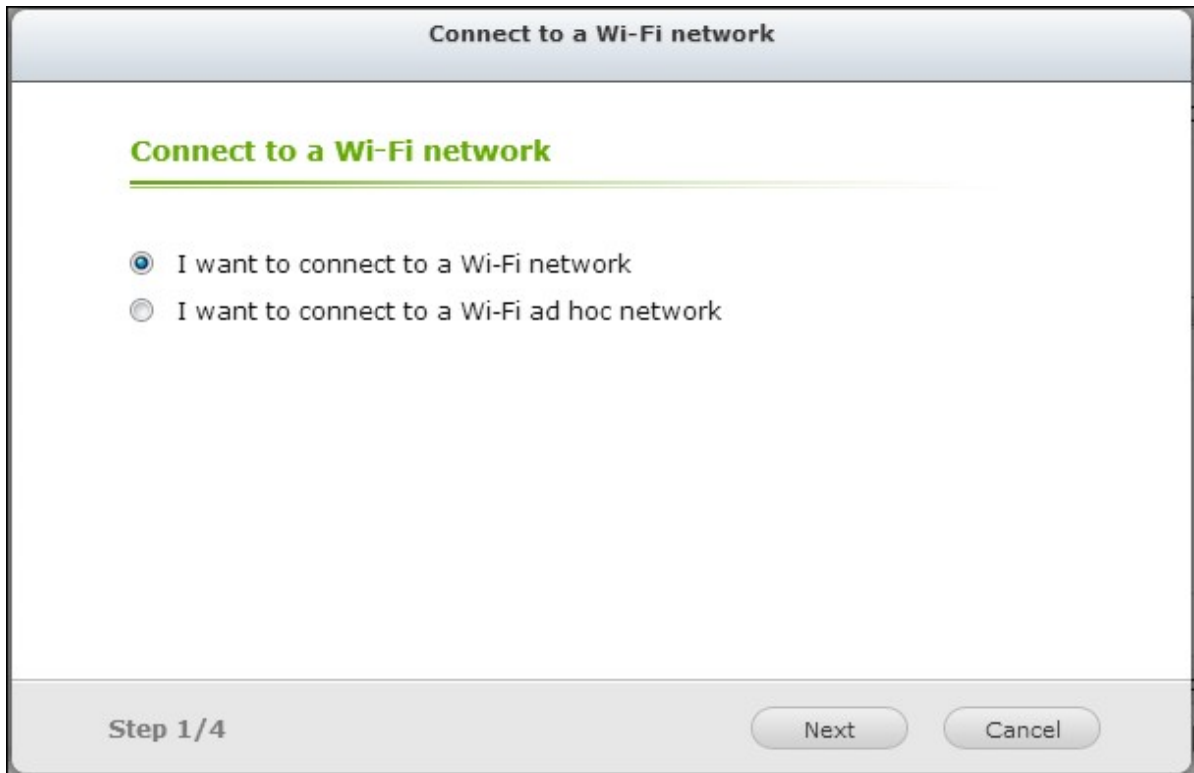 Connect to a Wi-Fi network
Connect to a Wi-Fi network
I want to connect to a Wi-Fi network
I want to connect to a Wi-Fi ad hoc network
Step 1/4
Next
Cancel